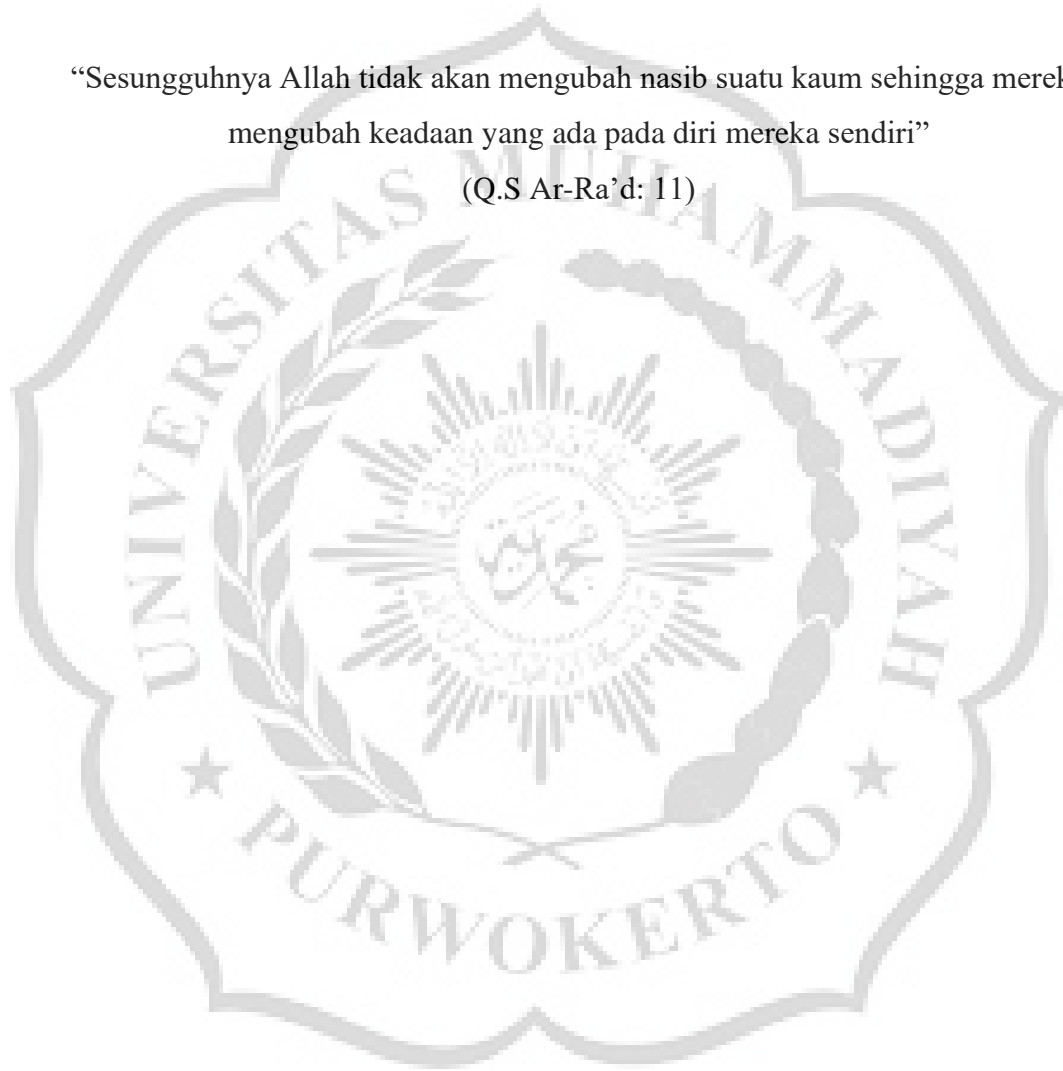 “Sesungguhnya Allah tidak akan mengubah nasib suatu kaum sehingga merek
mengubah keadaan yang ada pada diri mereka sendiri”
(Q.S Ar-Ra’d: 11)
UNIVERSITAS MUHAMMADIYAH
محمدية
★ PURWOKERTO ★